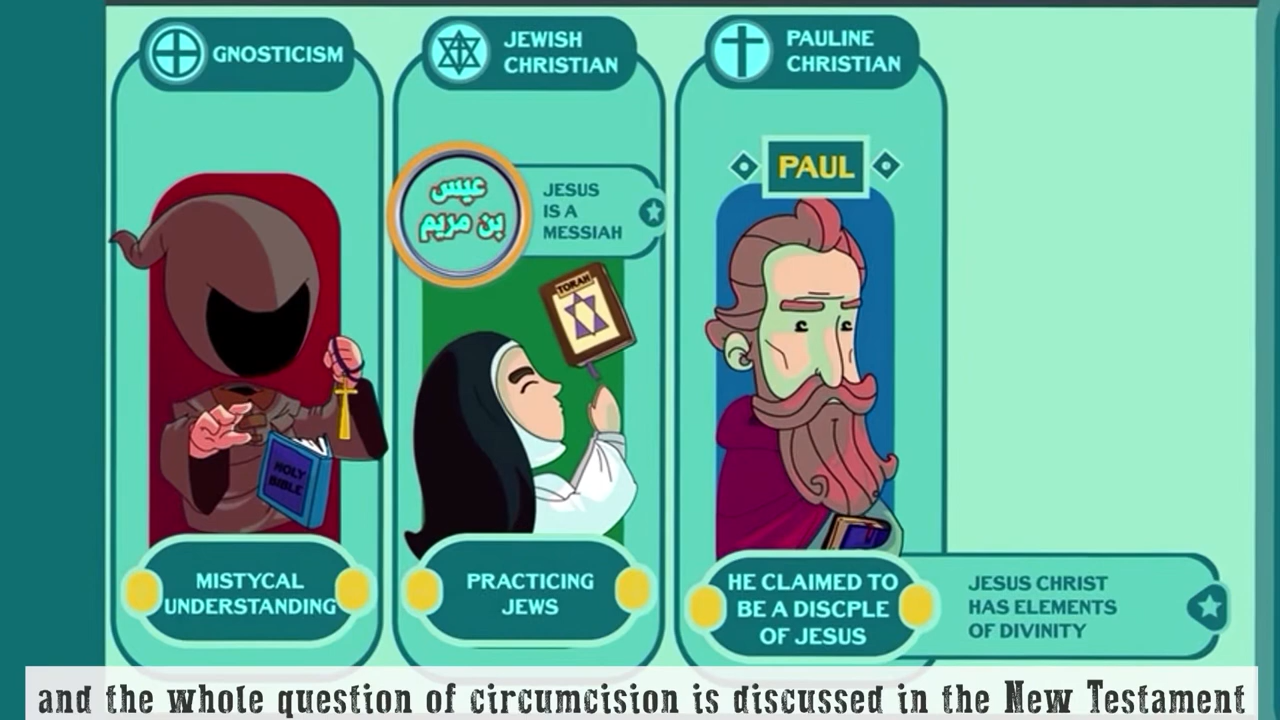 GNOSTICISM
JEWISH
CHRISTIAN
PAULINE
CHRISTIAN
PAUL
عيسى
بن مريم
JESUS
IS A
MESSIAH
TORAH
HOLY
BIBLE
MISTYCAL
UNDERSTANDING
PRACTICING
JEWS
HE CLAIMED TO
BE A DISCPLE
OF JESUS
JESUS CHRIST
HAS ELEMENTS
OF DIVINITY
and the whole question of circumcision is discussed in the New Testament